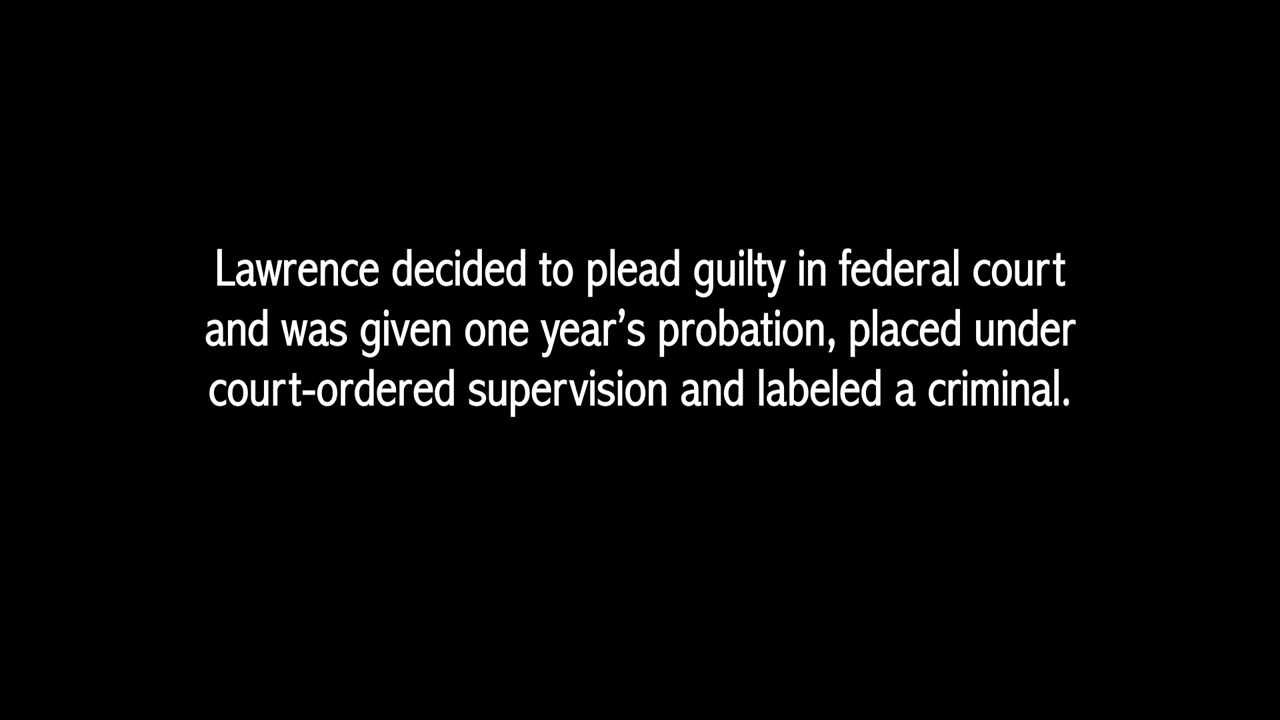 Lawrence decided to plead guilty in federal court
and was given one year’s probation, placed under
court-ordered supervision and labeled a criminal.